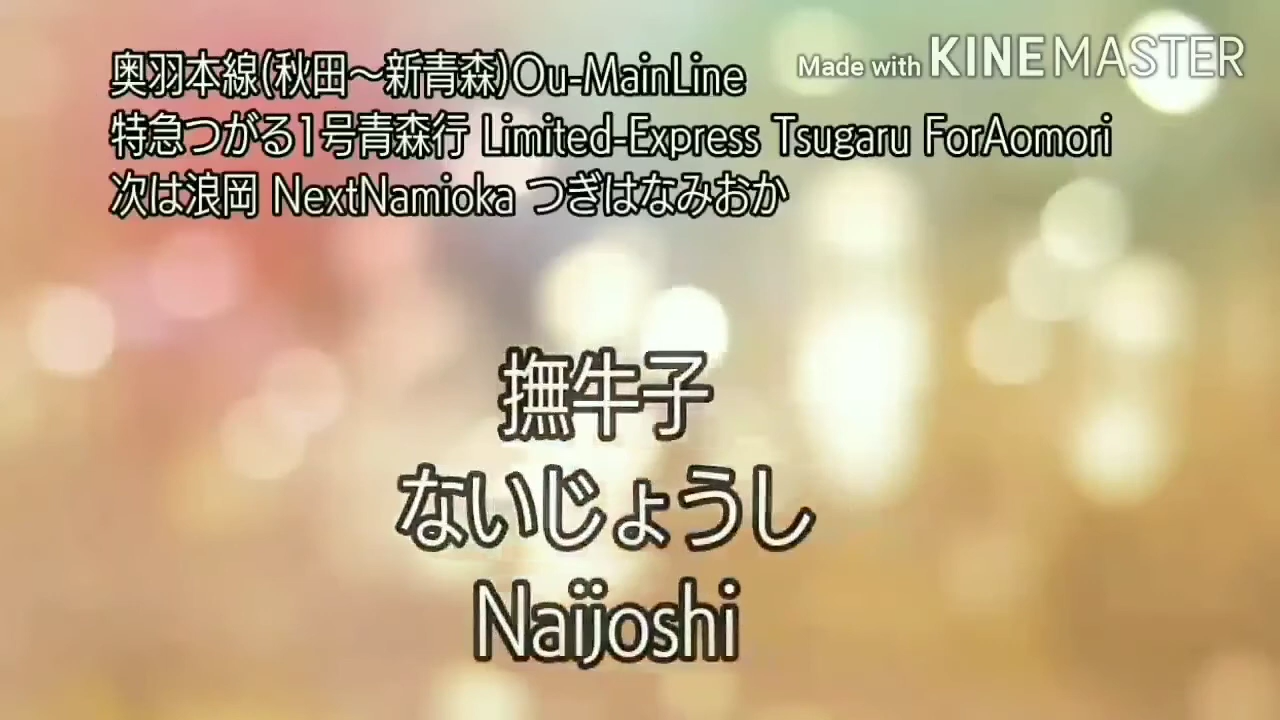 奥羽本線(秋田〜新青森)Ou-MainLine
Made with KINEMASTER
特急つがる1号青森行 Limited-Express Tsugaru ForAomori
次は浪岡 NextNamioka つぎはなみおか
撫牛子
ないじょうし
Naijoshi